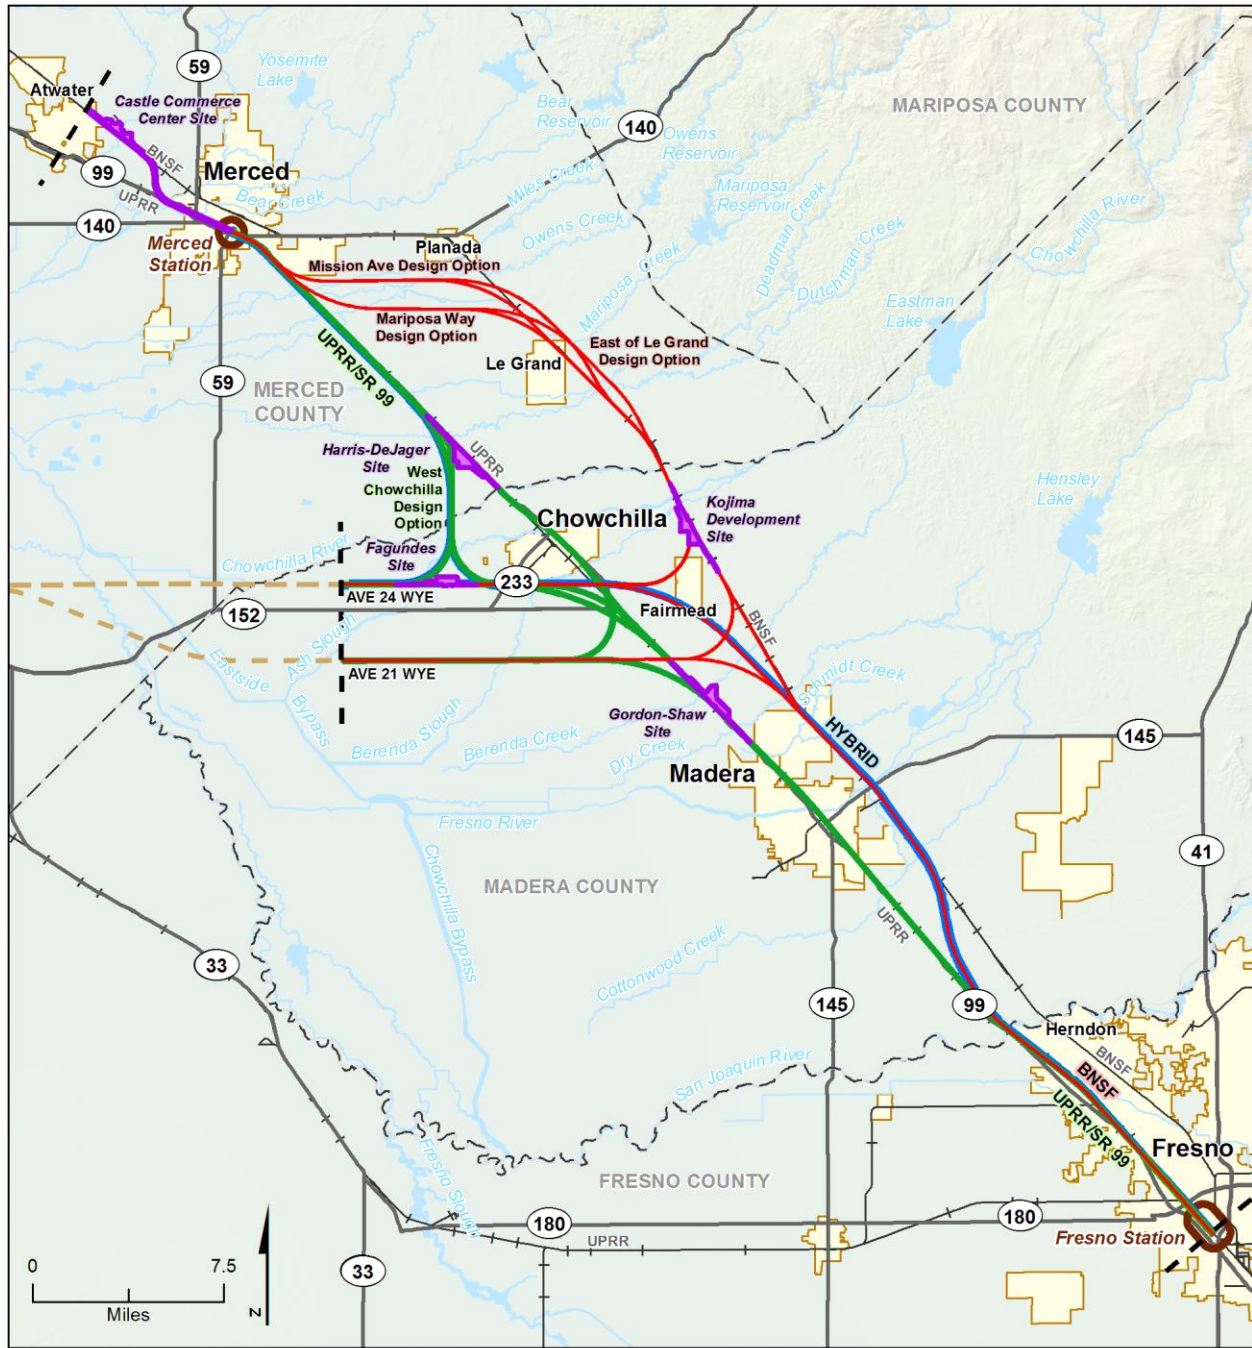 59
Yosemite
Lake
Atwater
Castle Commerce
Center Site
Bear
Reservoir
MARIPOSA COUNTY
140
Owens
Reservoir
BNSF
99
Merced
UPRR
Bear Creek
Miles Creek
Mariposa
Reservoir
Deadman Creek
Chowchilla River
140
Merced
Station
Owens Creek
Planada
Mission Ave Design Option
Mariposa Creek
Dutchman Creek
Eastman
Lake
Mariposa Way
Design Option
East of Le Grand
Design Option
UPRR/SR 99
Le Grand
59
MERCED
COUNTY
Harris-DeJager
Site
UPRR
West
Chowchilla
Design
Option
Hensley
Lake
Kojima
Development
Site
Chowchilla
Chowchilla River
Fagundes
Site
233
AVE 24 WYE
152
Fairmead
BNSF
Ash Slough
Eastside
Bypass
AVE 21 WYE
Schmidt Creek
Gordon-Shaw
Site
Berenda Slough
Berenda Creek
Dry Creek
HYBRID
145
Madera
Fresno River
41
Chowchilla Bypass
MADERA COUNTY
UPRR
Cottonwood Creek
33
145
99
Herndon
BNSF
San Joaquin River
BNSF
UPRR/SR 99
Fresno
Fresno Slough
FRESNO COUNTY
180
180
Fresno Station
UPRR
33
0
7.5
Miles
Z